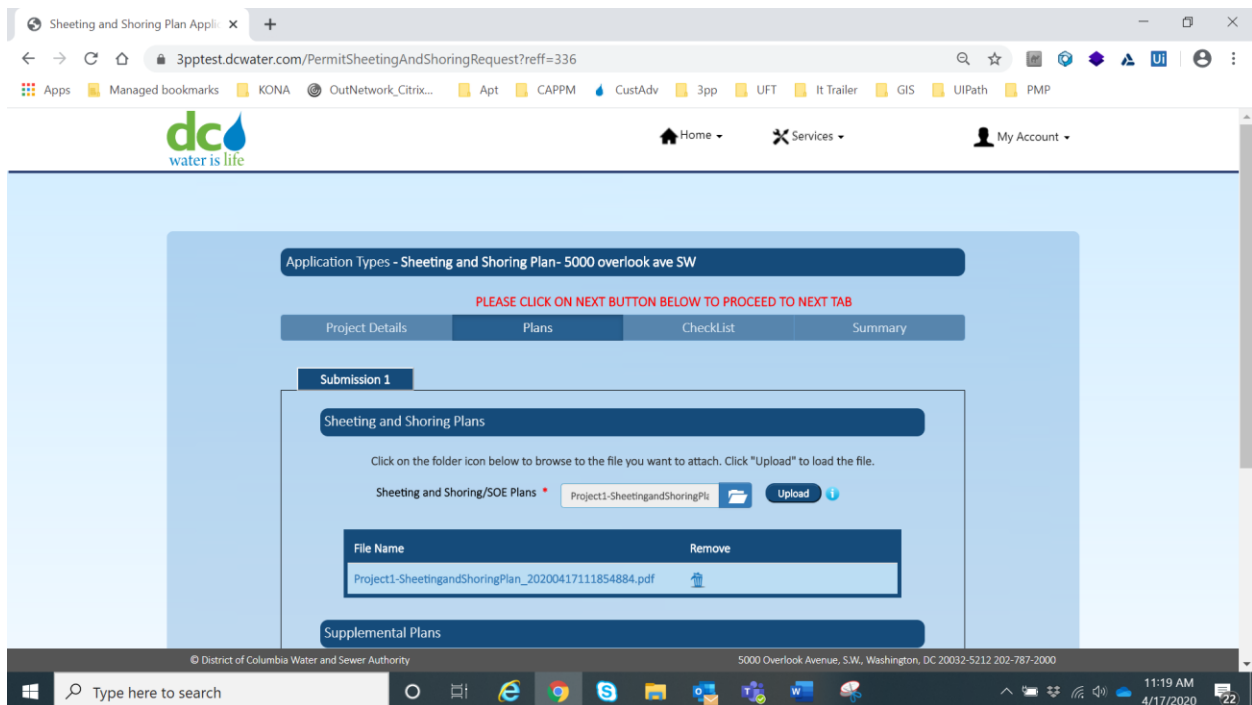 Sheeting and Shoring Plan Applic
3pptest.dcwater.com/PermitSheetingAndShoringRequest?reff=336
Ui
Apps Managed bookmarks KONA OutNetwork_Citrix... Apt CAPPM CustAdv 3pp UFT It Trailer GIS UIPath PMP
dc
water is life
Home Services My Account
Application Types - Sheeting and Shoring Plan- 5000 overlook ave SW
PLEASE CLICK ON NEXT BUTTON BELOW TO PROCEED TO NEXT TAB
Project Details Plans CheckList Summary
Submission 1
Sheeting and Shoring Plans
Click on the folder icon below to browse to the file you want to attach. Click "Upload" to load the file.
Sheeting and Shoring/SOE Plans * Project1-SheetingandShoringPla Upload i
File Name Remove
Project1-SheetingandShoringPlan_20200417111854884.pdf
Supplemental Plans
© District of Columbia Water and Sewer Authority 5000 Overlook Avenue, S.W., Washington, DC 20032-5212 202-787-2000
Type here to search
11:19 AM
4/17/2020
22